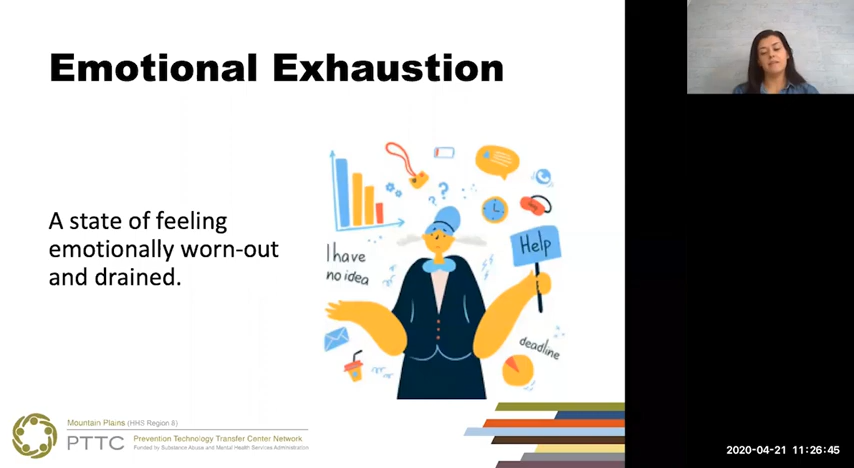 Emotional Exhaustion
A state of feeling
emotionally worn-out
and drained.
I have
no idea
Help
deadline
Mountain Plains (HHS Region 8)
PTTC
Prevention Technology Transfer Center Network
Funded by Substance Abuse and Mental Health Services Administration
2020-04-21 11:26:45